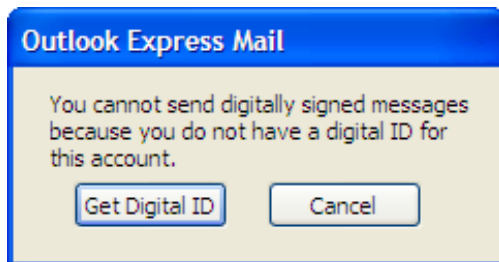 Outlook Express Mail
You cannot send digitally signed messages
because you do not have a digital ID for
this account.
Get Digital ID
Cancel